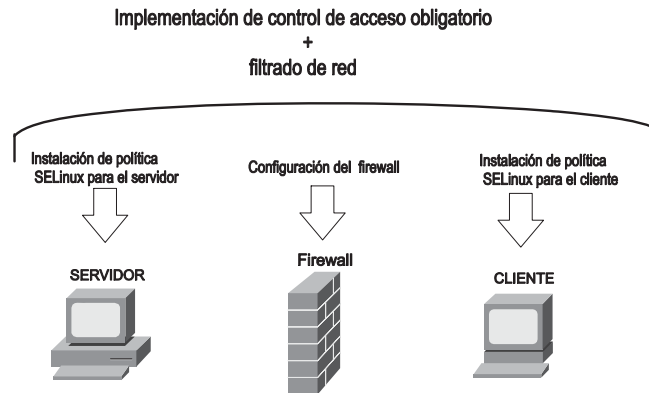 Implementación de control de acceso obligatorio
+
filtrado de red
Instalación de política
SELinux para el servidor
Configuración del firewall
Instalación de política
SELinux para el cliente
SERVIDOR
Firewall
CLIENTE